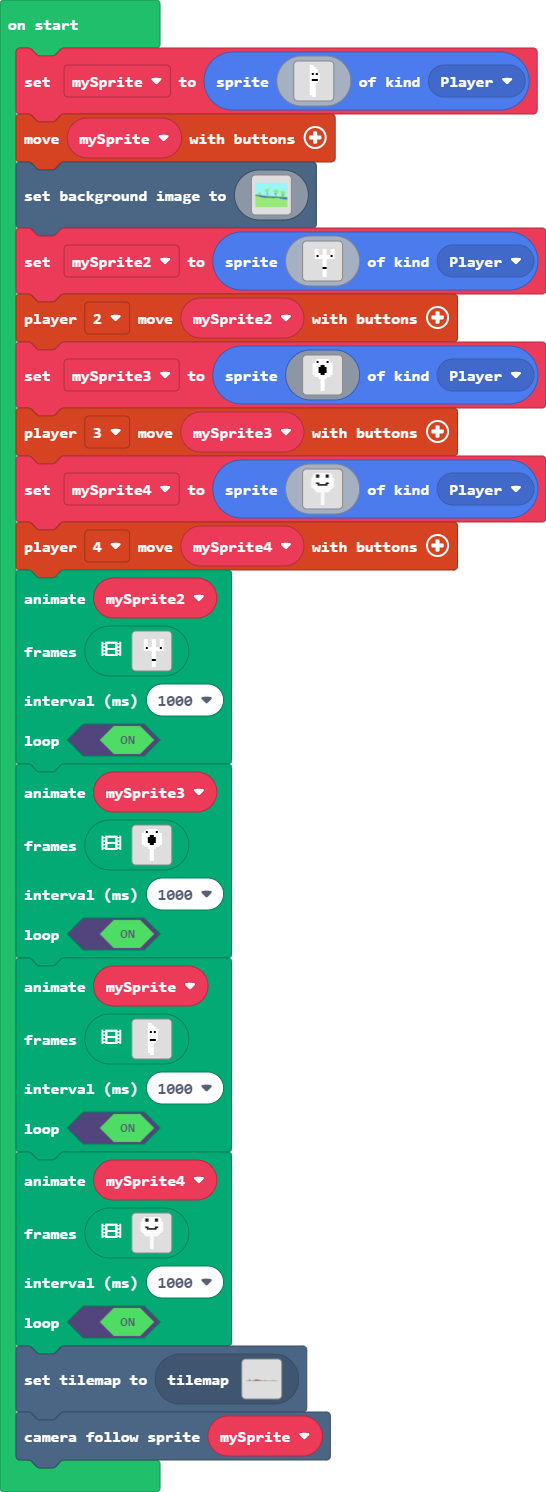 on start
set mySprite to sprite of kind Player
move mySprite with buttons
set background image to
set mySprite2 to sprite of kind Player
player 2 move mySprite2 with buttons
set mySprite3 to sprite of kind Player
player 3 move mySprite3 with buttons
set mySprite4 to sprite of kind Player
player 4 move mySprite4 with buttons
animate mySprite2
frames
interval (ms) 1000
loop ON
animate mySprite3
frames
interval (ms) 1000
loop ON
animate mySprite
frames
interval (ms) 1000
loop ON
animate mySprite4
frames
interval (ms) 1000
loop ON
set tilemap to tilemap
camera follow sprite mySprite